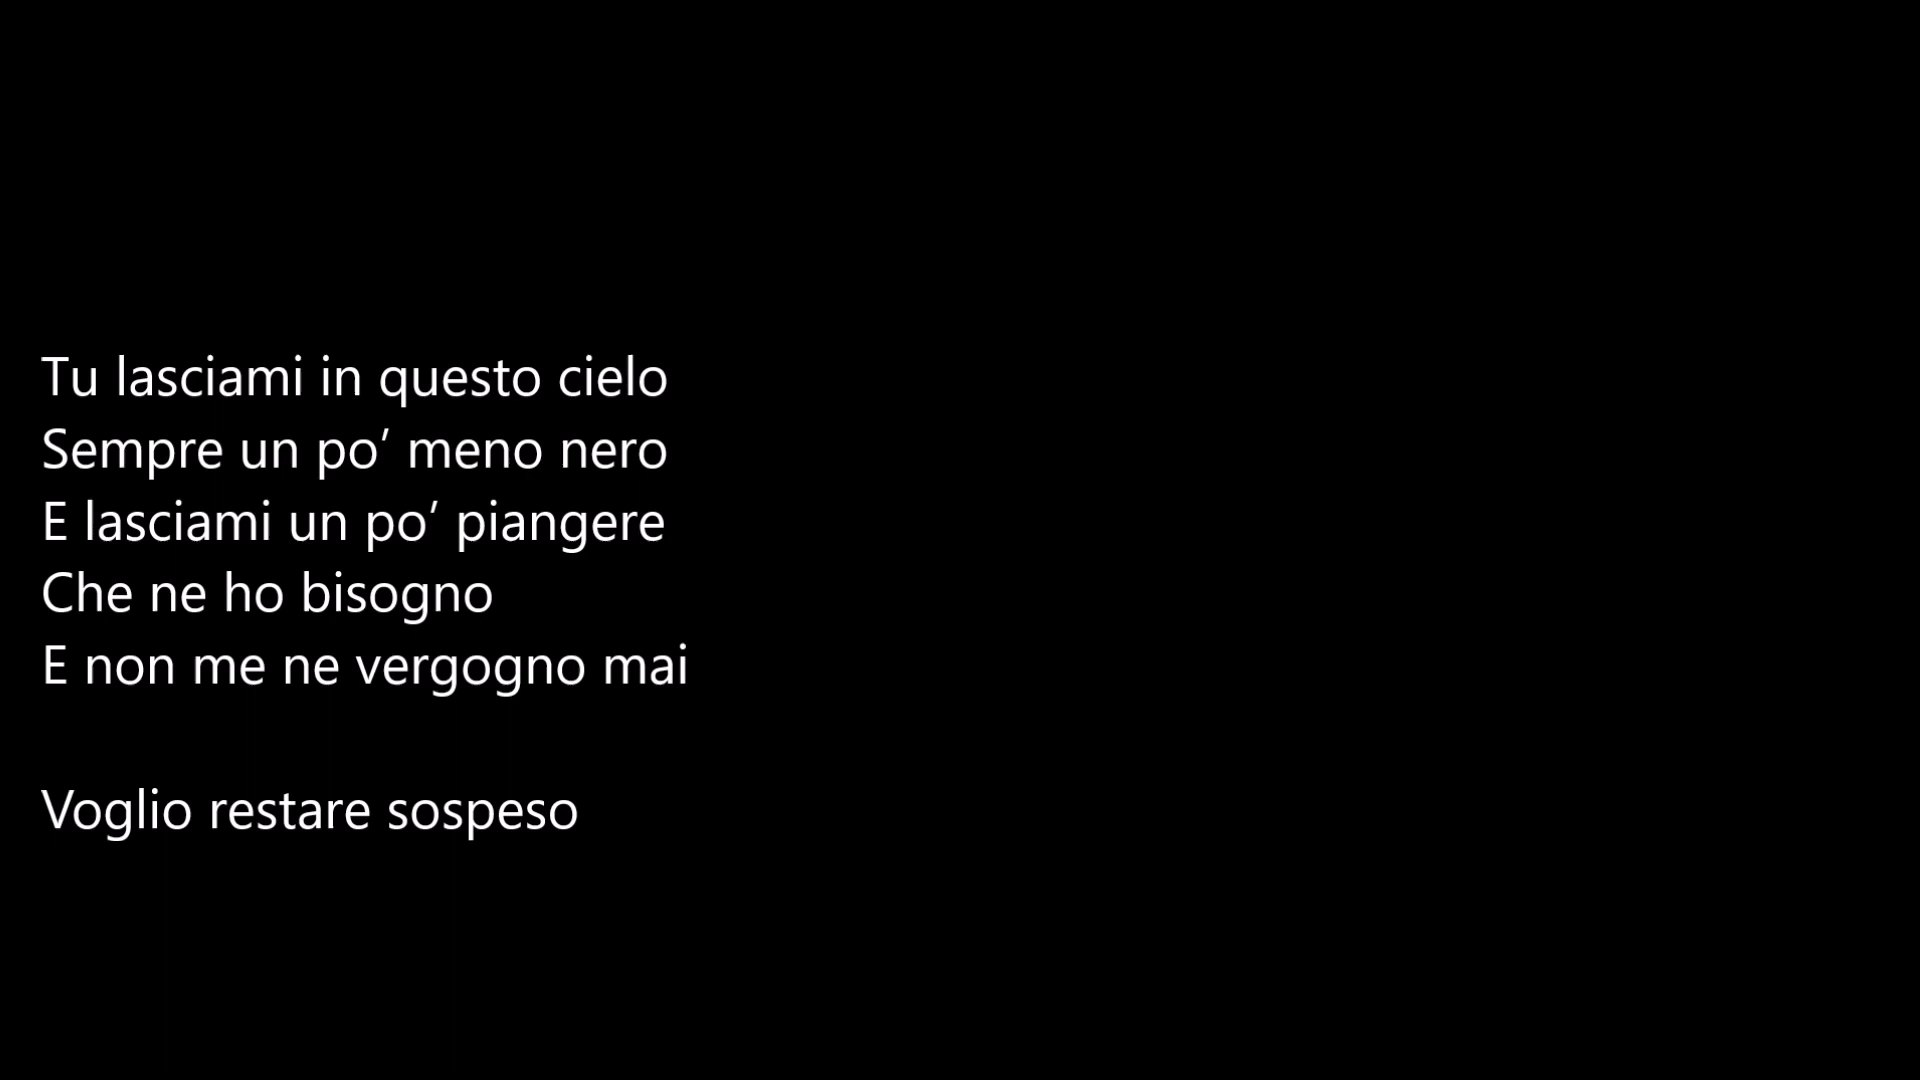 Tu lasciami in questo cielo
Sempre un po’ meno nero
E lasciami un po’ piangere
Che ne ho bisogno
E non me ne vergogno mai
Voglio restare sospeso